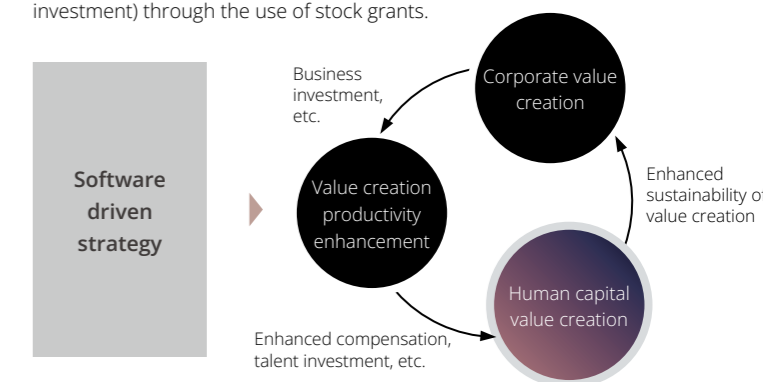 investment) through the use of stock grants.
Software
driven
strategy
Business
investment,
etc.
Corporate value
creation
Value creation
productivity
enhancement
Enhanced
sustainability of
value creation
Human capital
value creation
Enhanced compensation,
talent investment, etc.